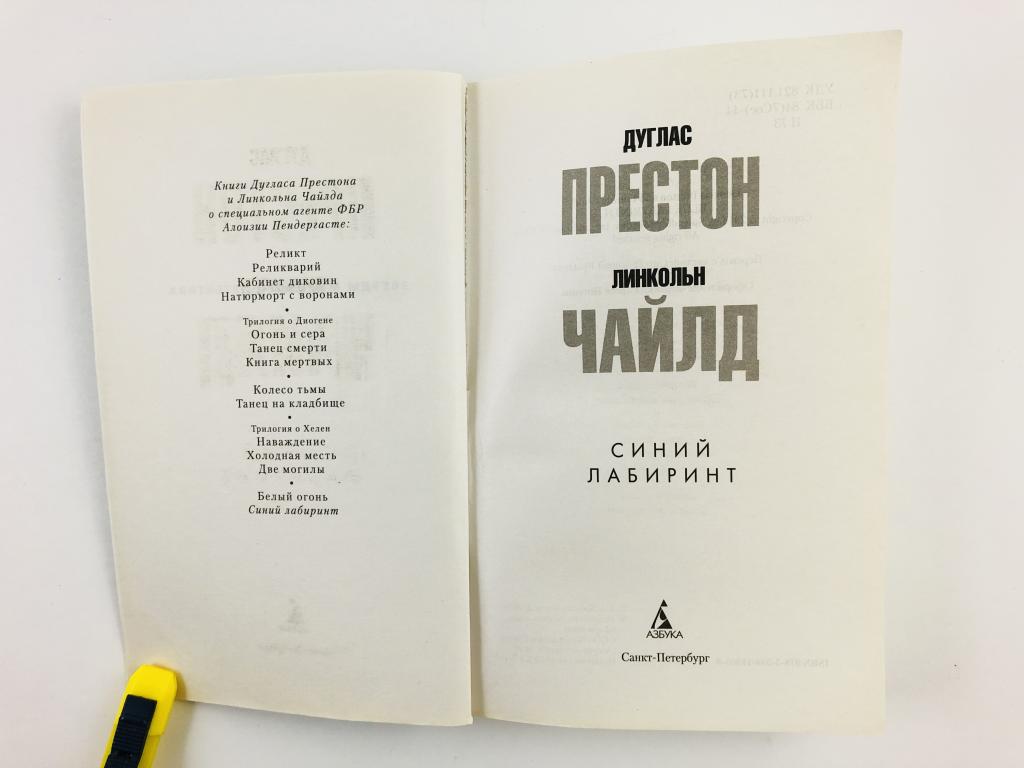 Книги Дугласа Престона
и Линкольна Чайлда
о специальном агенте ФБР
Алоизии Пендергасте:
Реликт
Реликварий
Кабинет диковин
Натюрморт с воронами
•
Трилогия о Диогене
Огонь и сера
Танец смерти
Книга мертвых
•
Колесо тьмы
Танец на кладбище
•
Трилогия о Хелен
Наваждение
Холодная месть
Две могилы
•
Белый огонь
Синий лабиринт
ДУГЛАС
ПРЕСТОН
ЛИНКОЛЬН
ЧАЙЛД
СИНИЙ
ЛАБИРИНТ
АЗБУКА
Санкт-Петербург